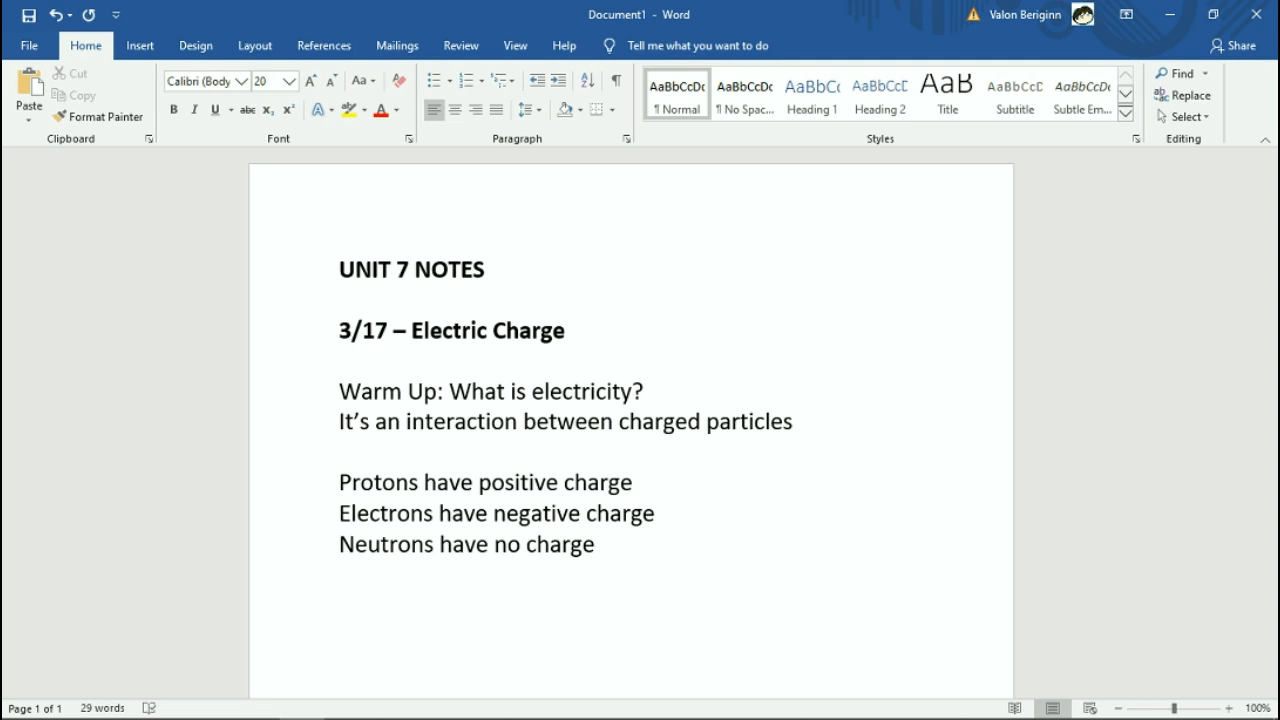 Document1 - Word
Valon Beriginn
File Home Insert Design Layout References Mailings Review View Help Tell me what you want to do Share
Paste
Cut
Copy
Format Painter
Clipboard
Calibri (Body 20
Aa
B I U abc x₂ x²
A A
Font
Paragraph
AaBbCcDc AaBbCcDc AaBbCc AaBbCcD AaB AaBbCcD AaBbCcDc
¶ Normal ¶ No Spac... Heading 1 Heading 2 Title Subtitle Subtle Em...
Styles
Find
Replace
Select
Editing
UNIT 7 NOTES
3/17 – Electric Charge
Warm Up: What is electricity?
It’s an interaction between charged particles
Protons have positive charge
Electrons have negative charge
Neutrons have no charge
Page 1 of 1 29 words 100%